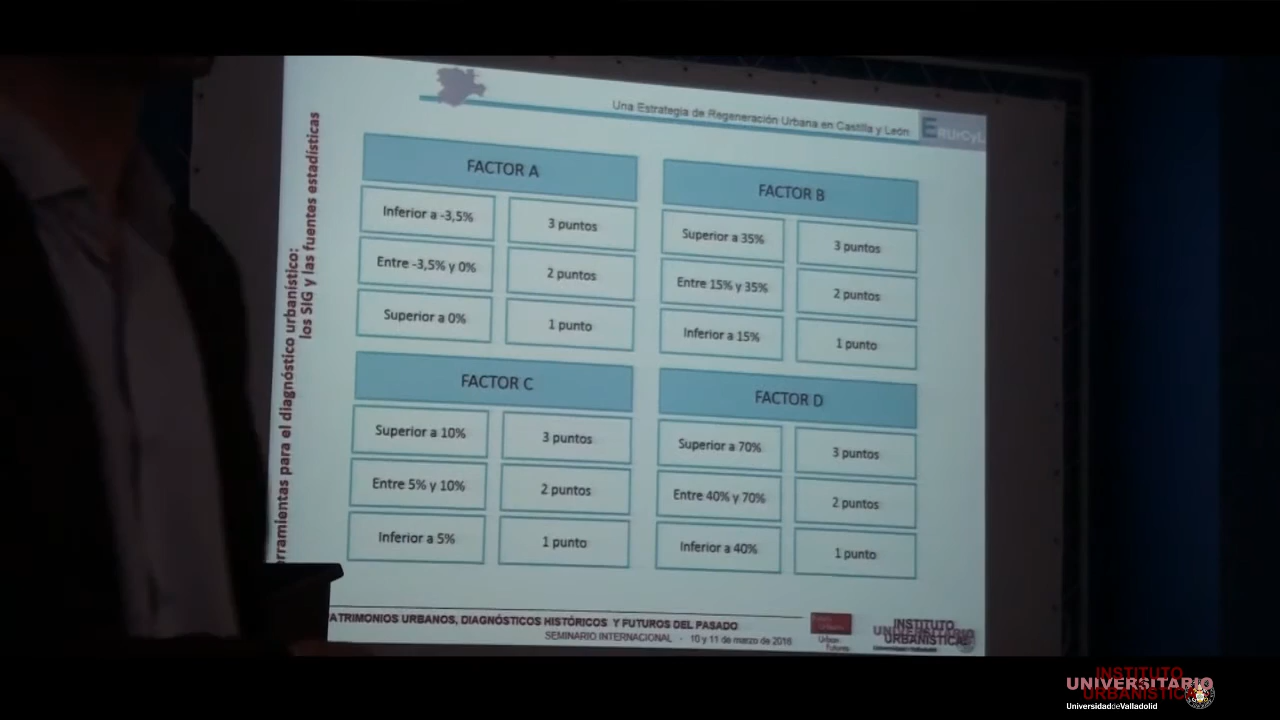 Una Estrategia de Regeneración Urbana en Castilla y León
ERUrCyL
rramientas para el diagnóstico urbanístico:
los SIG y las fuentes estadísticas
FACTOR A
Inferior a -3,5% 3 puntos
Entre -3,5% y 0% 2 puntos
Superior a 0% 1 punto
FACTOR B
Superior a 35% 3 puntos
Entre 15% y 35% 2 puntos
Inferior a 15% 1 punto
FACTOR C
Superior a 10% 3 puntos
Entre 5% y 10% 2 puntos
Inferior a 5% 1 punto
FACTOR D
Superior a 70% 3 puntos
Entre 40% y 70% 2 puntos
Inferior a 40% 1 punto
ATRIMONIOS URBANOS, DIAGNÓSTICOS HISTÓRICOS Y FUTUROS DEL PASADO
SEMINARIO INTERNACIONAL - 10 y 11 de marzo de 2016
Urban
Futures
INSTITUTO
UNIVERSITARIO
URBANÍSTICA
Universidad de Valladolid
INSTITUTO
UNIVERSITARIO
URBANÍSTICA
UniversidaddeValladolid